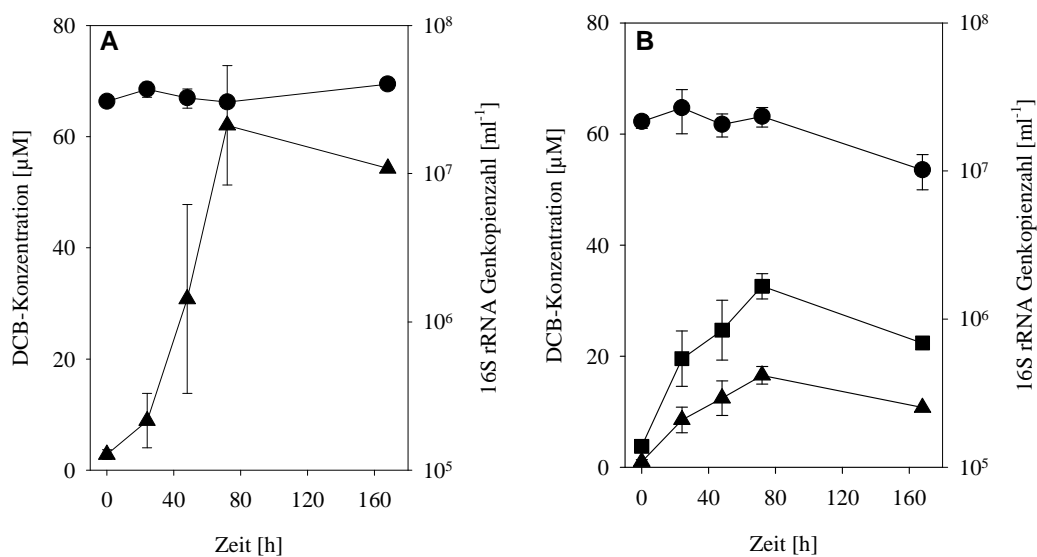 A
DCB-Konzentration [µM]
80
60
40
20
0
10⁸
10⁷
10⁶
10⁵
16S rRNA Genkopienzahl [ml⁻¹]
0 40 80 120 160
Zeit [h]
B
DCB-Konzentration [µM]
80
60
40
20
0
10⁸
10⁷
10⁶
10⁵
16S rRNA Genkopienzahl [ml⁻¹]
0 40 80 120 160
Zeit [h]